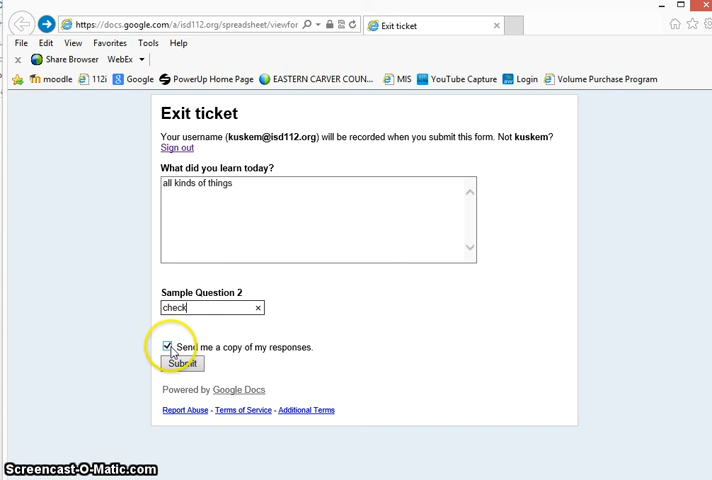 https://docs.google.com/a/isd112.org/spreadsheet/viewfor
Exit ticket
File Edit View Favorites Tools Help
x Share Browser WebEx
moodle 112i Google PowerUp Home Page EASTERN CARVER COUN... MIS YouTube Capture Login Volume Purchase Program
Exit ticket
Your username (kuskem@isd112.org) will be recorded when you submit this form. Not kuskem?
Sign out
What did you learn today?
all kinds of things
Sample Question 2
check
Send me a copy of my responses.
Submit
Powered by Google Docs
Report Abuse - Terms of Service - Additional Terms
Screencast-O-Matic.com